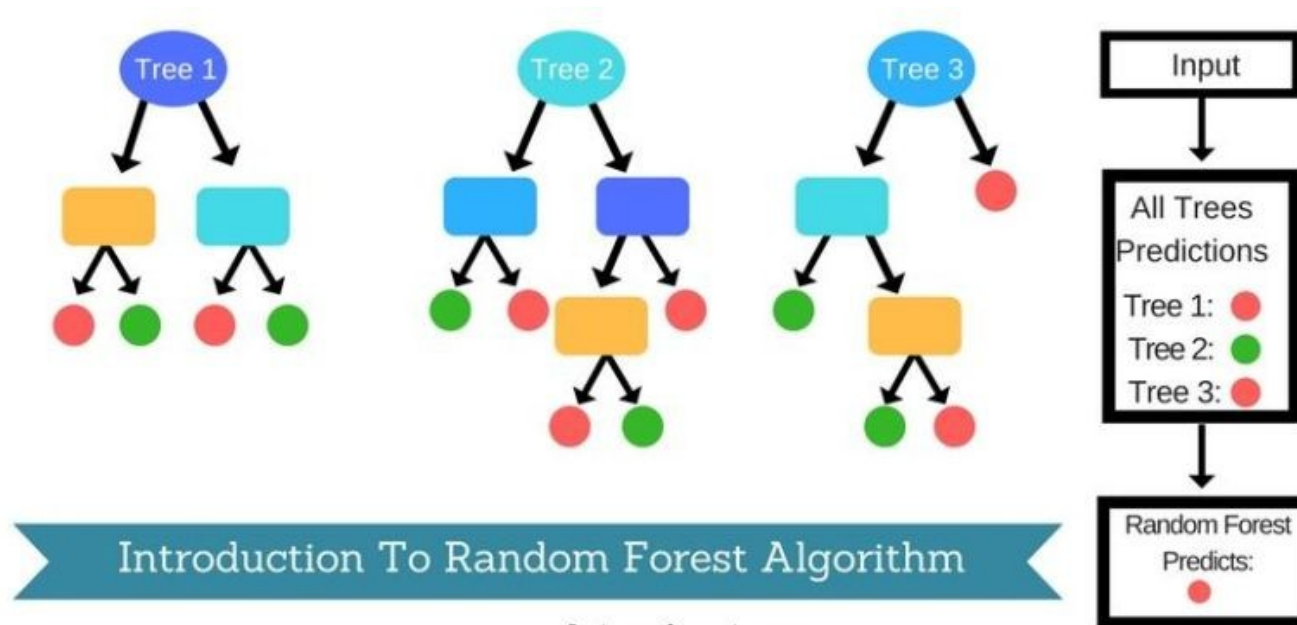 Tree 1
Tree 2
Tree 3
Input
All Trees
Predictions
Tree 1:
Tree 2:
Tree 3:
Random Forest
Predicts:
Introduction To Random Forest Algorithm